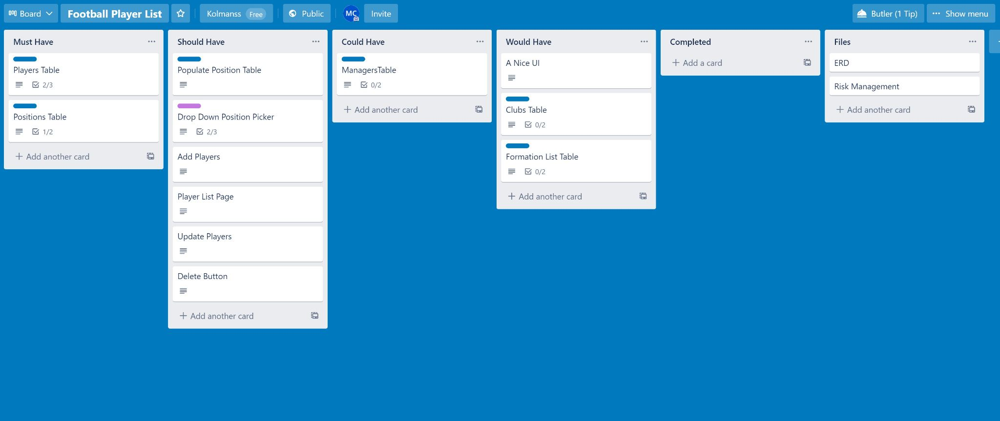 Board
Football Player List
Kolmanss Free
Public
MC
Invite
Butler (1 Tip)
Show menu
Must Have
Players Table
2/3
Positions Table
1/2
Add another card
Should Have
Populate Position Table
Drop Down Position Picker
2/3
Add Players
Player List Page
Update Players
Delete Button
Add another card
Could Have
ManagersTable
0/2
Add another card
Would Have
A Nice UI
Clubs Table
0/2
Formation List Table
0/2
Add another card
Completed
Add a card
Files
ERD
Risk Management
Add another card